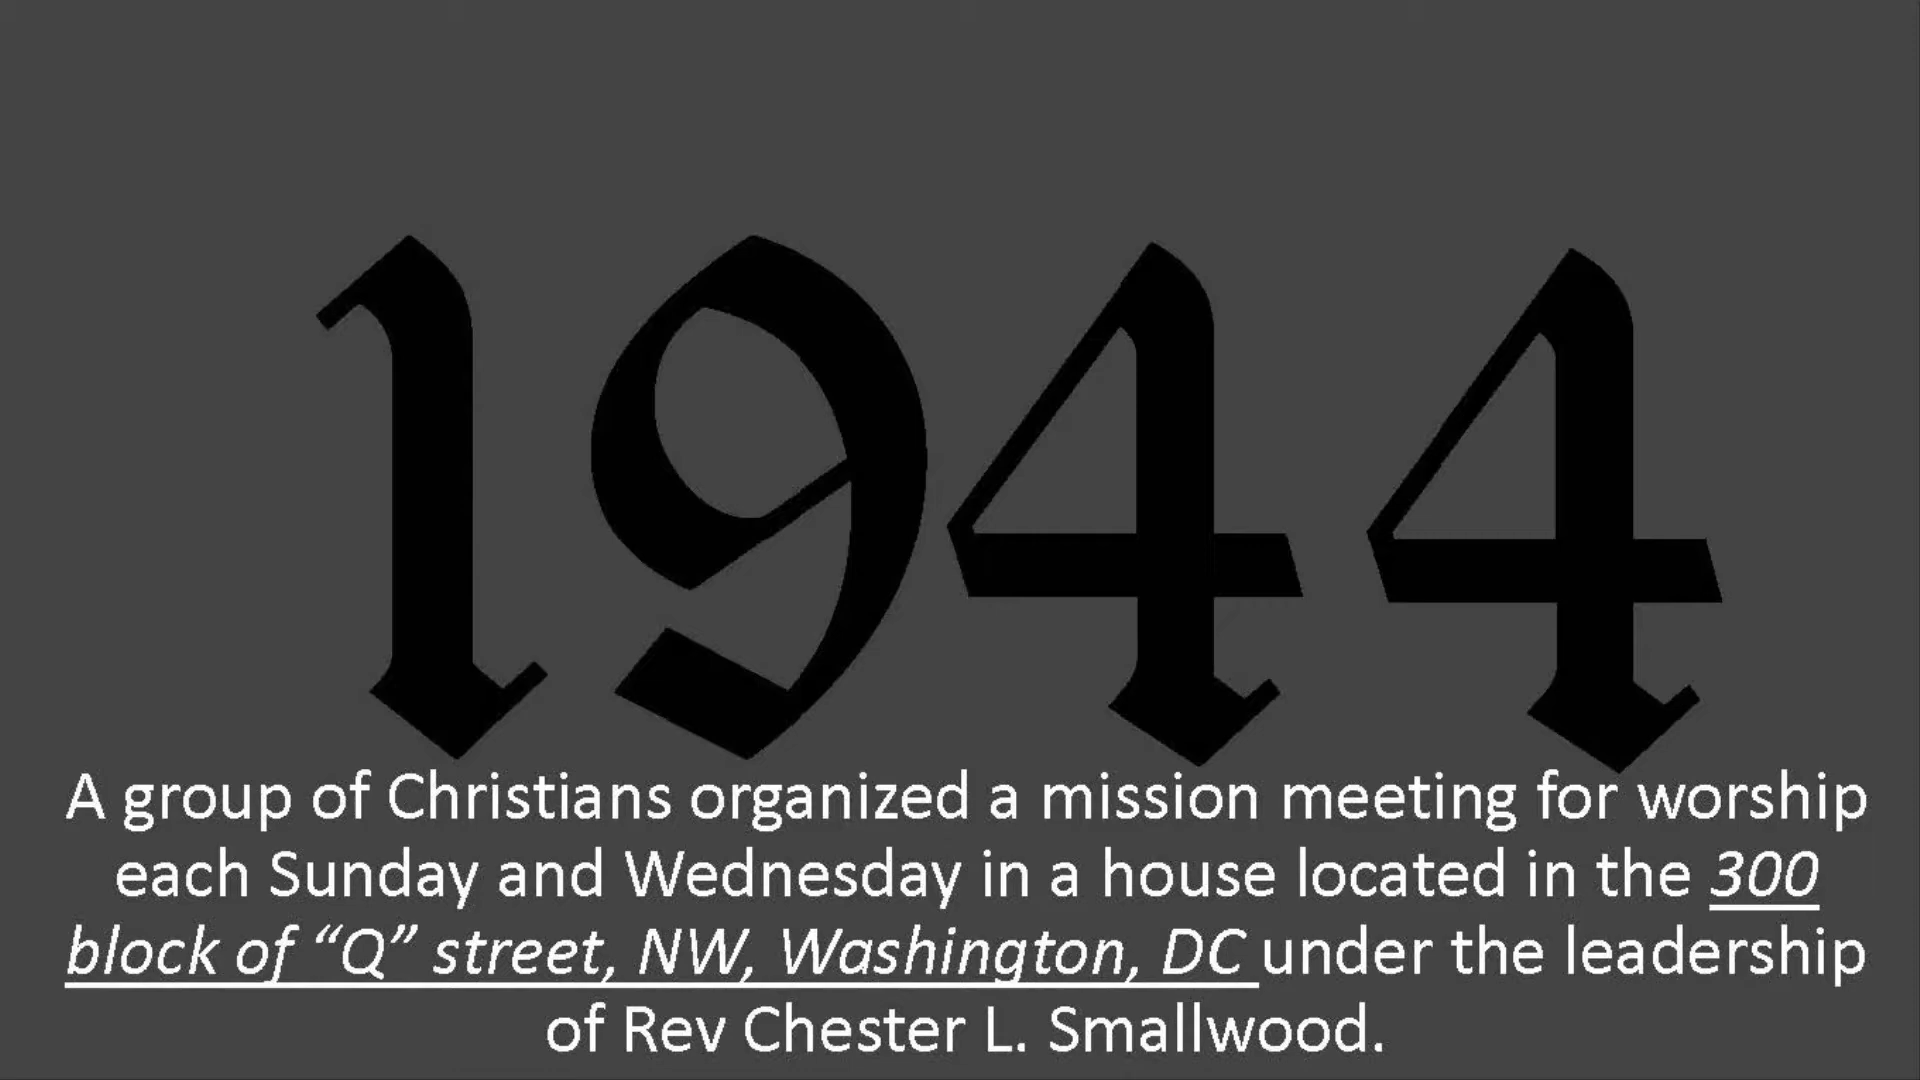 1944
A group of Christians organized a mission meeting for worship
each Sunday and Wednesday in a house located in the 300
block of “Q” street, NW, Washington, DC under the leadership
of Rev Chester L. Smallwood.